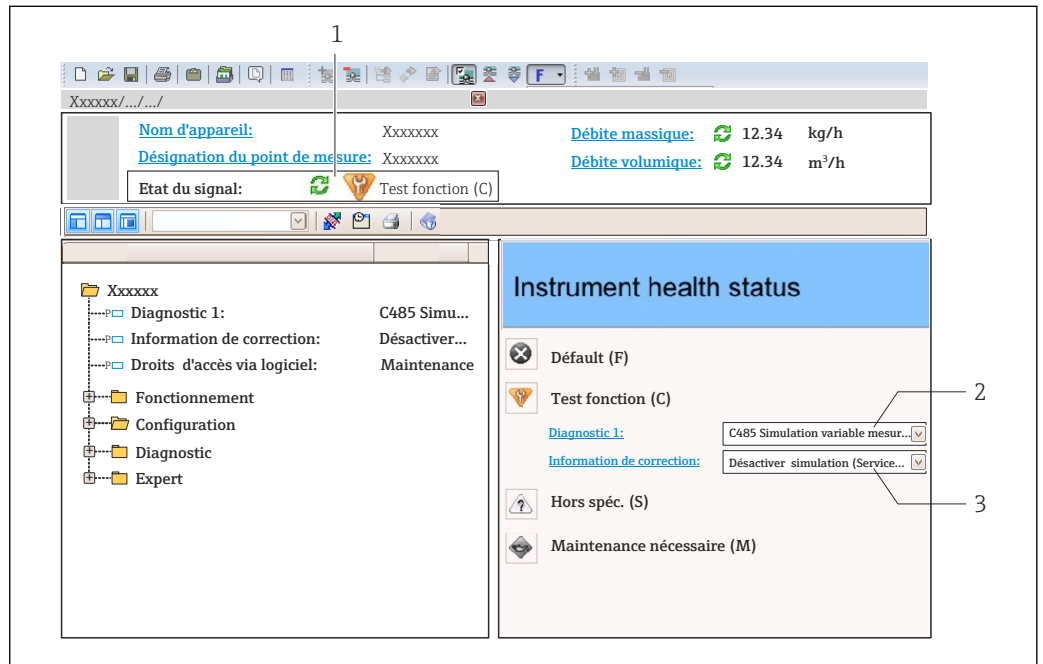 1
F
Xxxxxx/.../.../
Nom d'appareil: Xxxxxxx Débite massique: 12.34 kg/h
Désignation du point de mesure: Xxxxxxx Débite volumique: 12.34 m³/h
Etat du signal: Test fonction (C)
Xxxxxx
P Diagnostic 1: C485 Simu...
P Information de correction: Désactiver...
P Droits d'accès via logiciel: Maintenance
Fonctionnement
Configuration
Diagnostic
Expert
Instrument health status
Défault (F)
Test fonction (C)
2
Diagnostic 1: C485 Simulation variable mesur...
Information de correction: Désactiver simulation (Service...
Hors spéc. (S)
3
Maintenance nécessaire (M)